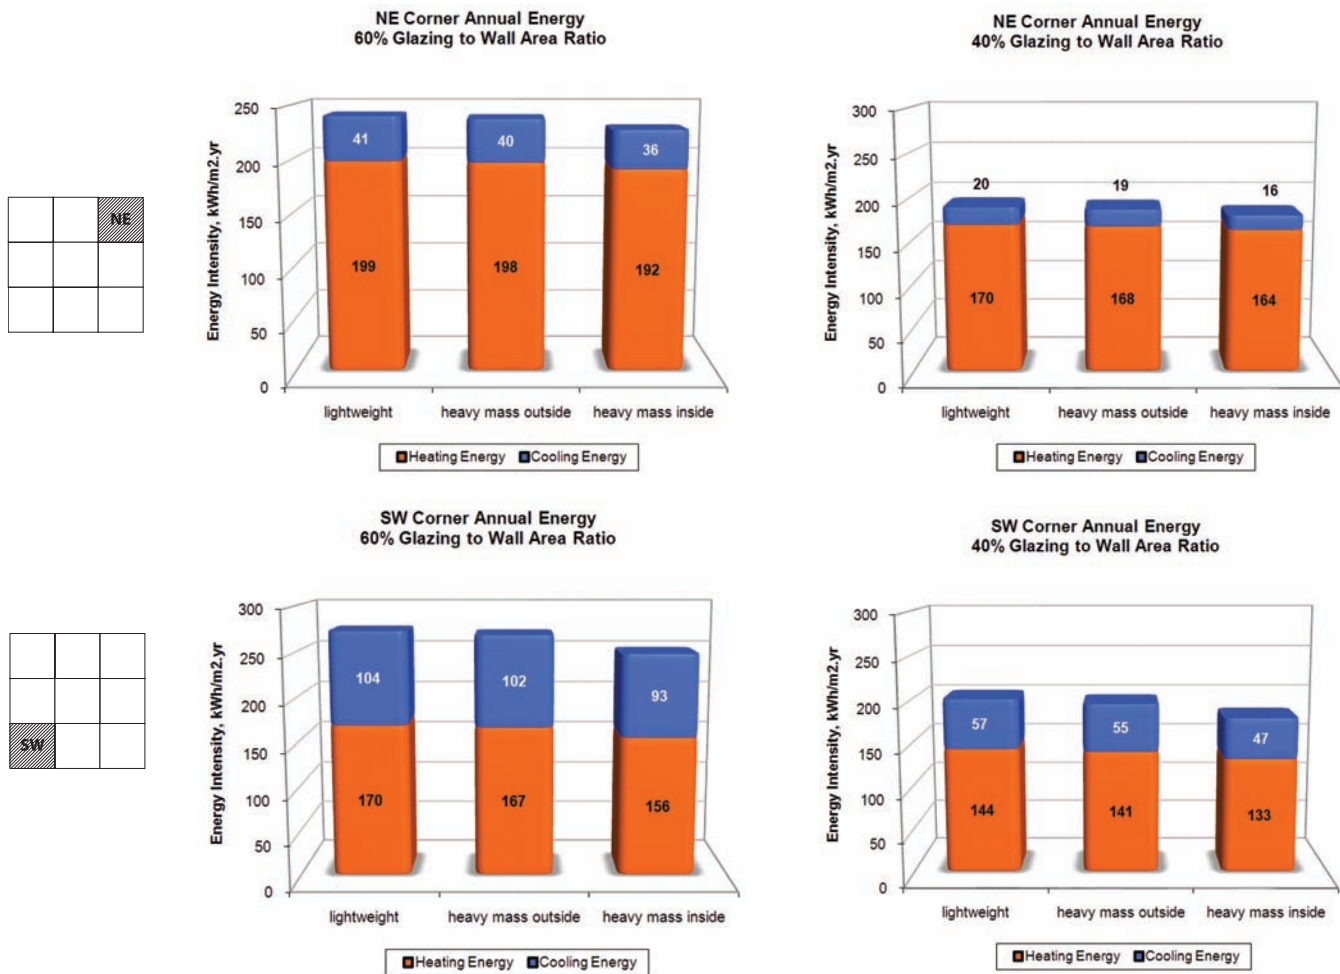 NE Corner Annual Energy
60% Glazing to Wall Area Ratio
NE
Energy Intensity, kWh/m2.yr
250
200
150
100
50
0
41
40
36
199
198
192
lightweight
heavy mass outside
heavy mass inside
Heating Energy
Cooling Energy
NE Corner Annual Energy
40% Glazing to Wall Area Ratio
Energy Intensity, kWh/m2.yr
300
250
200
150
100
50
0
20
19
16
170
168
164
lightweight
heavy mass outside
heavy mass inside
Heating Energy
Cooling Energy
SW Corner Annual Energy
60% Glazing to Wall Area Ratio
SW
Energy Intensity, kWh/m2.yr
300
250
200
150
100
50
0
104
102
93
170
167
156
lightweight
heavy mass outside
heavy mass inside
Heating Energy
Cooling Energy
SW Corner Annual Energy
40% Glazing to Wall Area Ratio
Energy Intensity, kWh/m2.yr
300
250
200
150
100
50
0
57
55
47
144
141
133
lightweight
heavy mass outside
heavy mass inside
Heating Energy
Cooling Energy